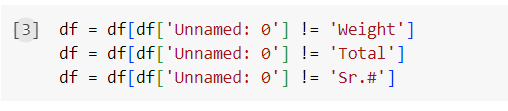 [3] df = df[df['Unnamed: 0'] != 'Weight']
df = df[df['Unnamed: 0'] != 'Total']
df = df[df['Unnamed: 0'] != 'Sr.#']